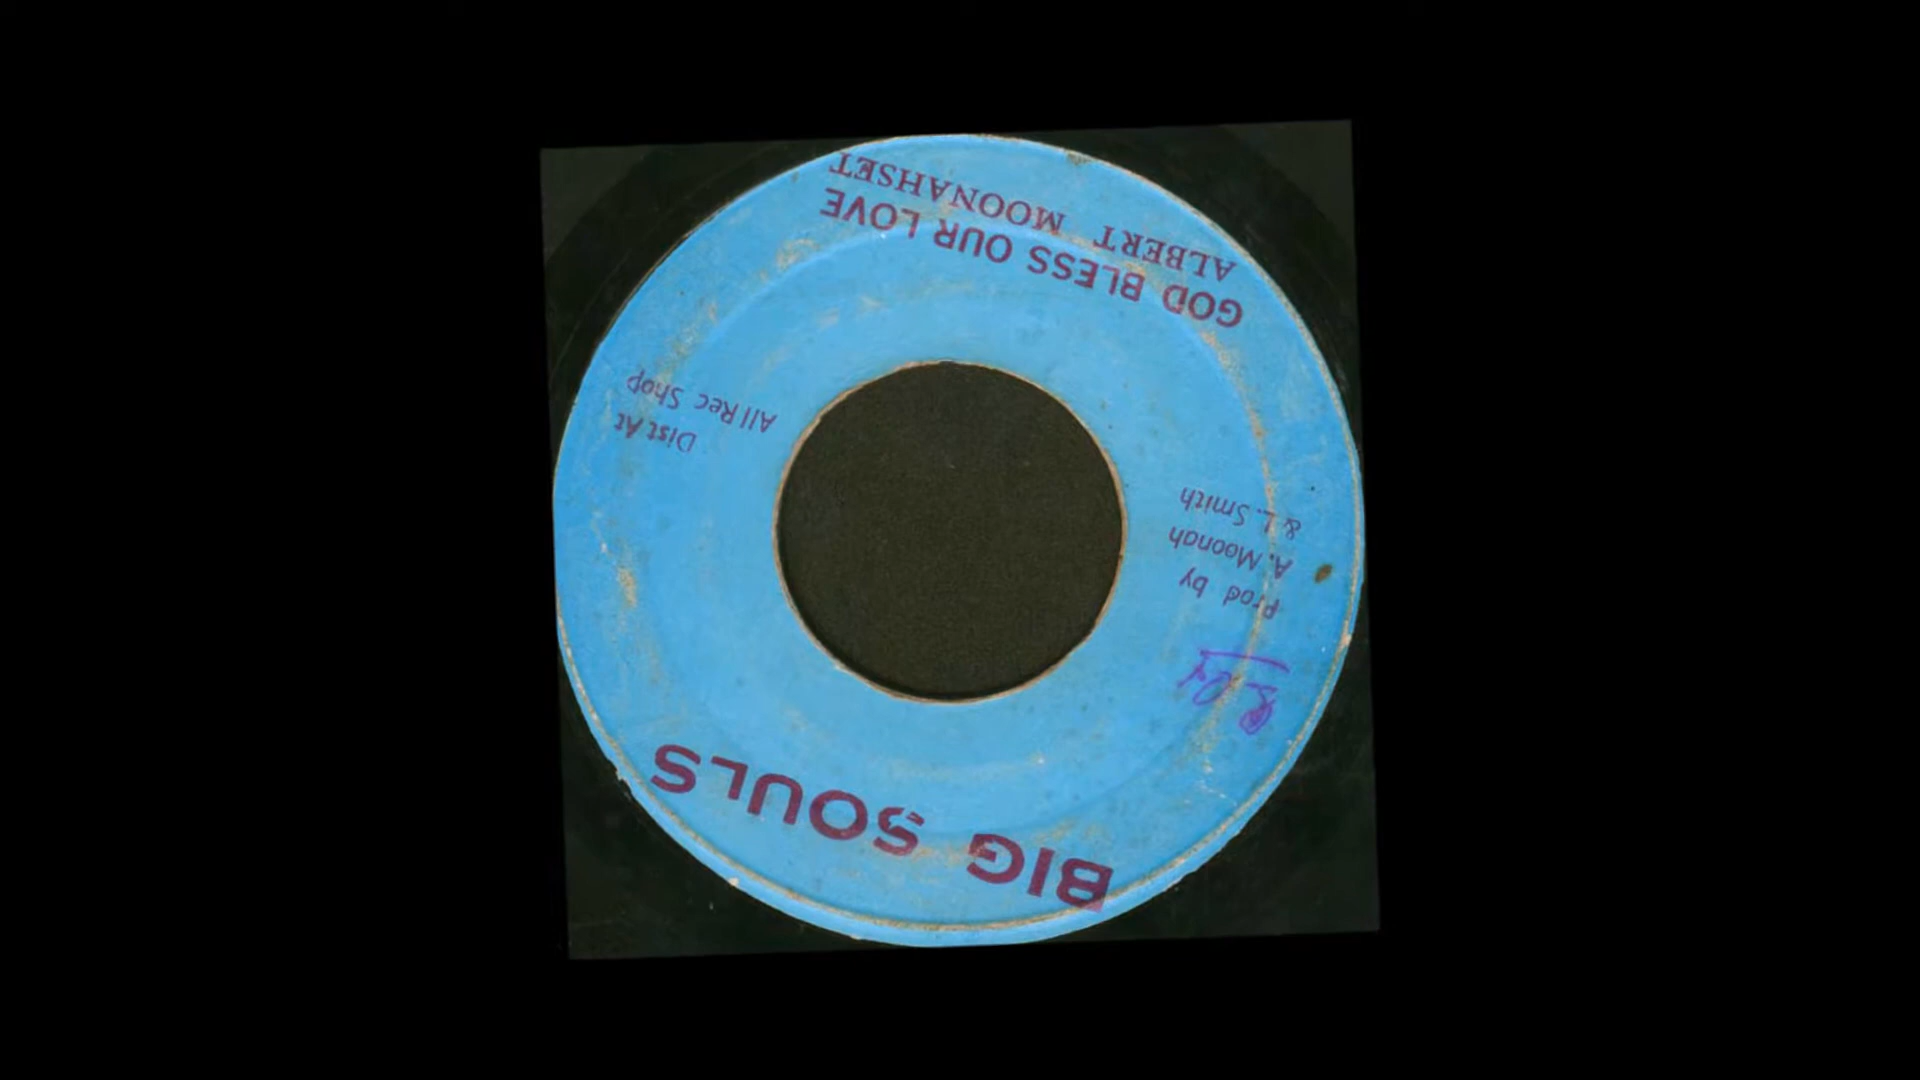 BIG SOULS
Prod by
A. Moonah
& L. Smith
Dist At
All Rec Shop
GOD BLESS OUR LOVE
ALBERT MOONAHSET